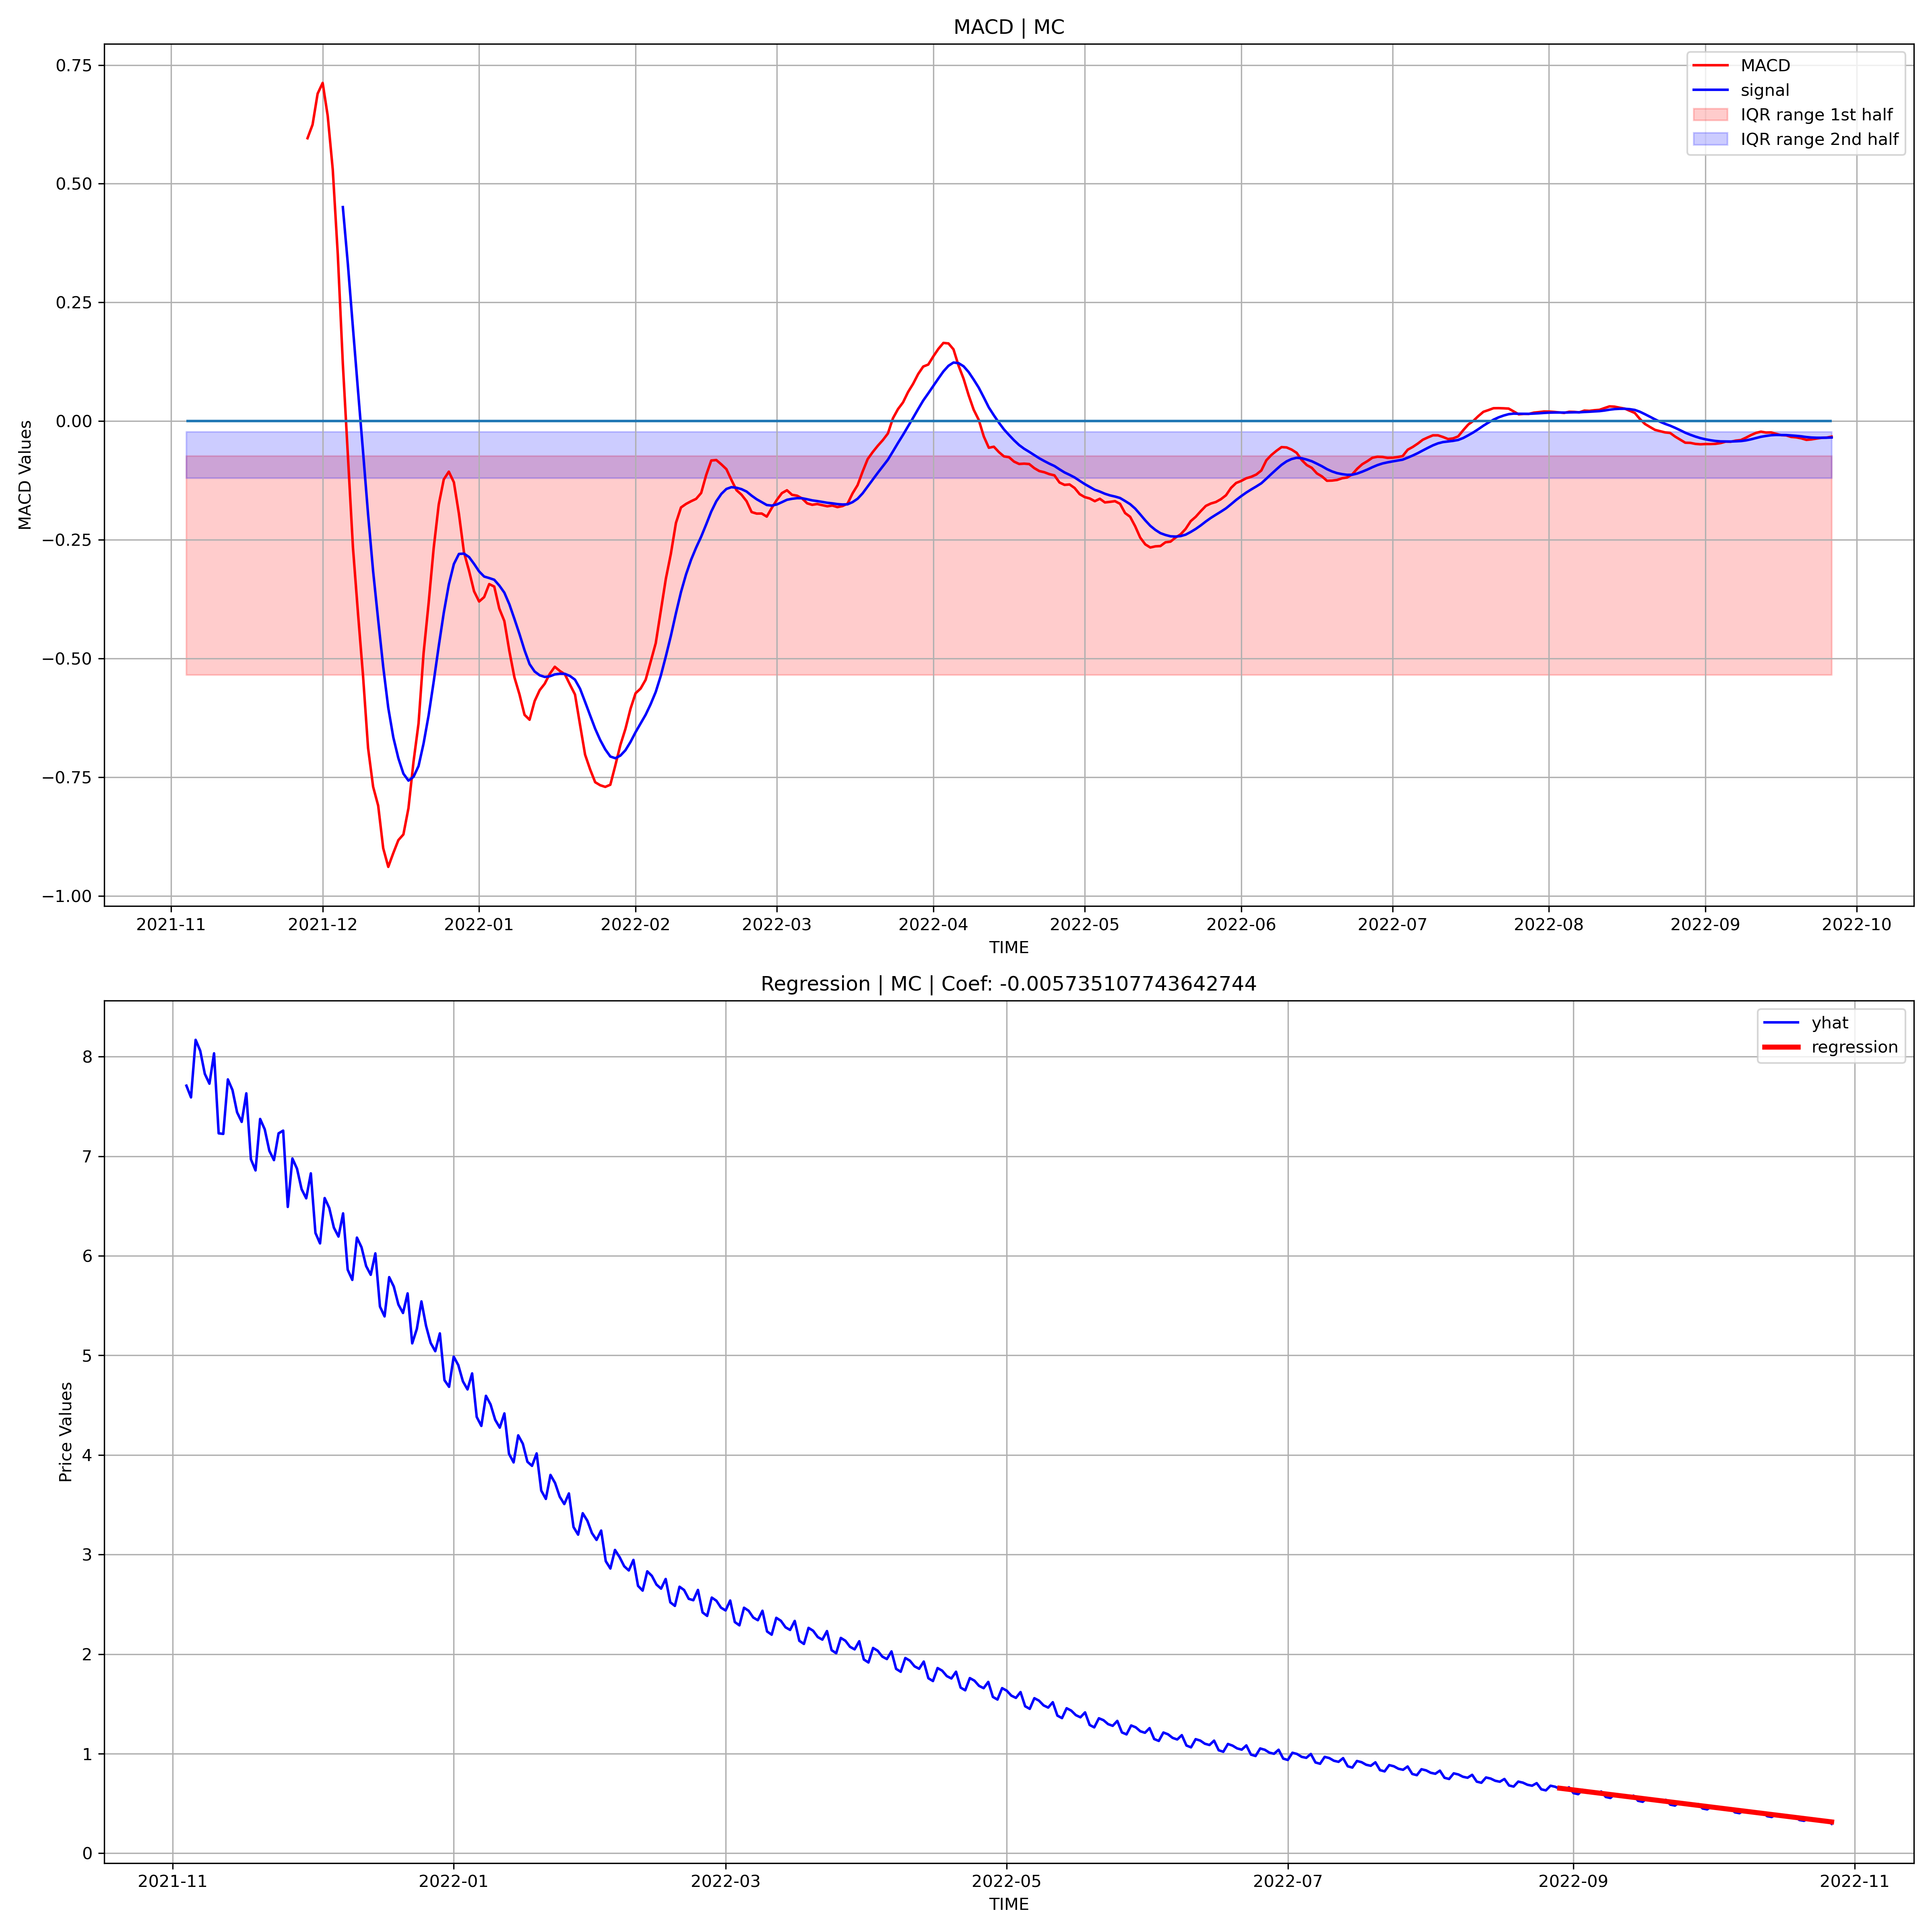 MACD | MC
MACD
signal
IQR range 1st half
IQR range 2nd half
0.75
0.50
0.25
0.00
−0.25
−0.50
−0.75
−1.00
MACD Values
2021-11 2021-12 2022-01 2022-02 2022-03 2022-04 2022-05 2022-06 2022-07 2022-08 2022-09 2022-10
TIME
Regression | MC | Coef: -0.005735107743642744
yhat
regression
8
7
6
5
4
3
2
1
0
Price Values
2021-11 2022-01 2022-03 2022-05 2022-07 2022-09 2022-11
TIME